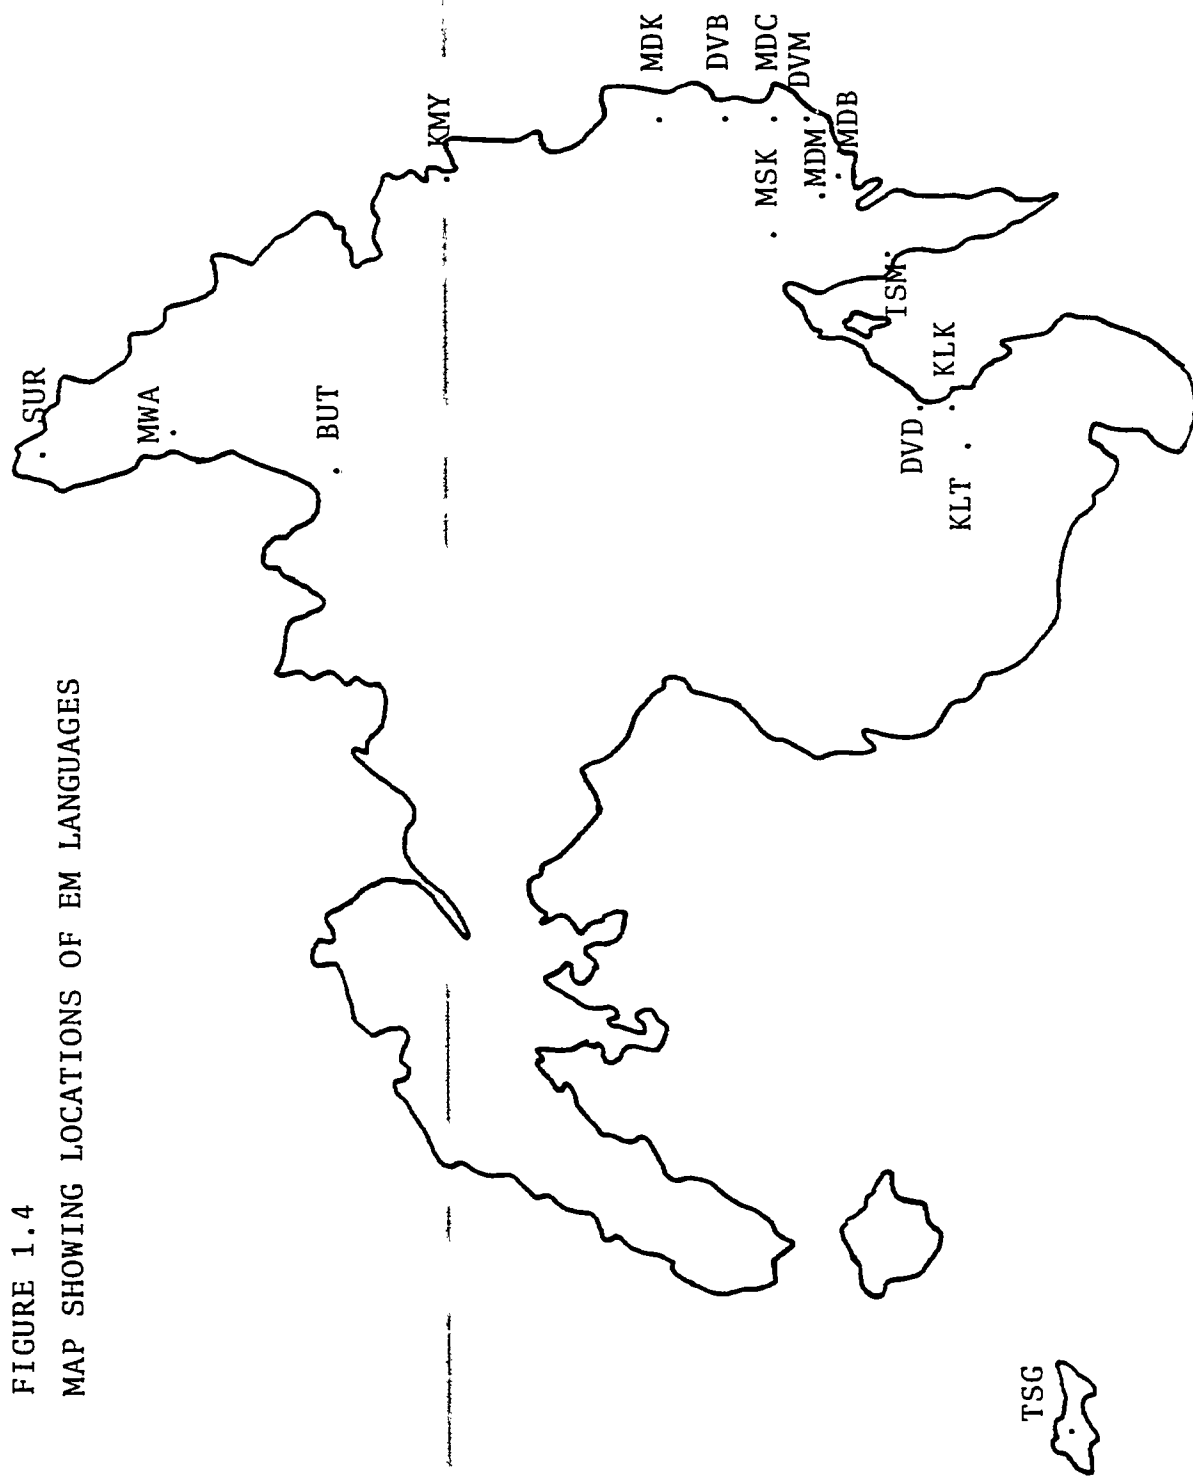 FIGURE 1.4
MAP SHOWING LOCATIONS OF EM LANGUAGES
SUR
MWA
BUT
KMY
MDK
DVB
MDC
DVM
MSK
MDM
MDB
ISM
KLK
DVD
KLT
TSG